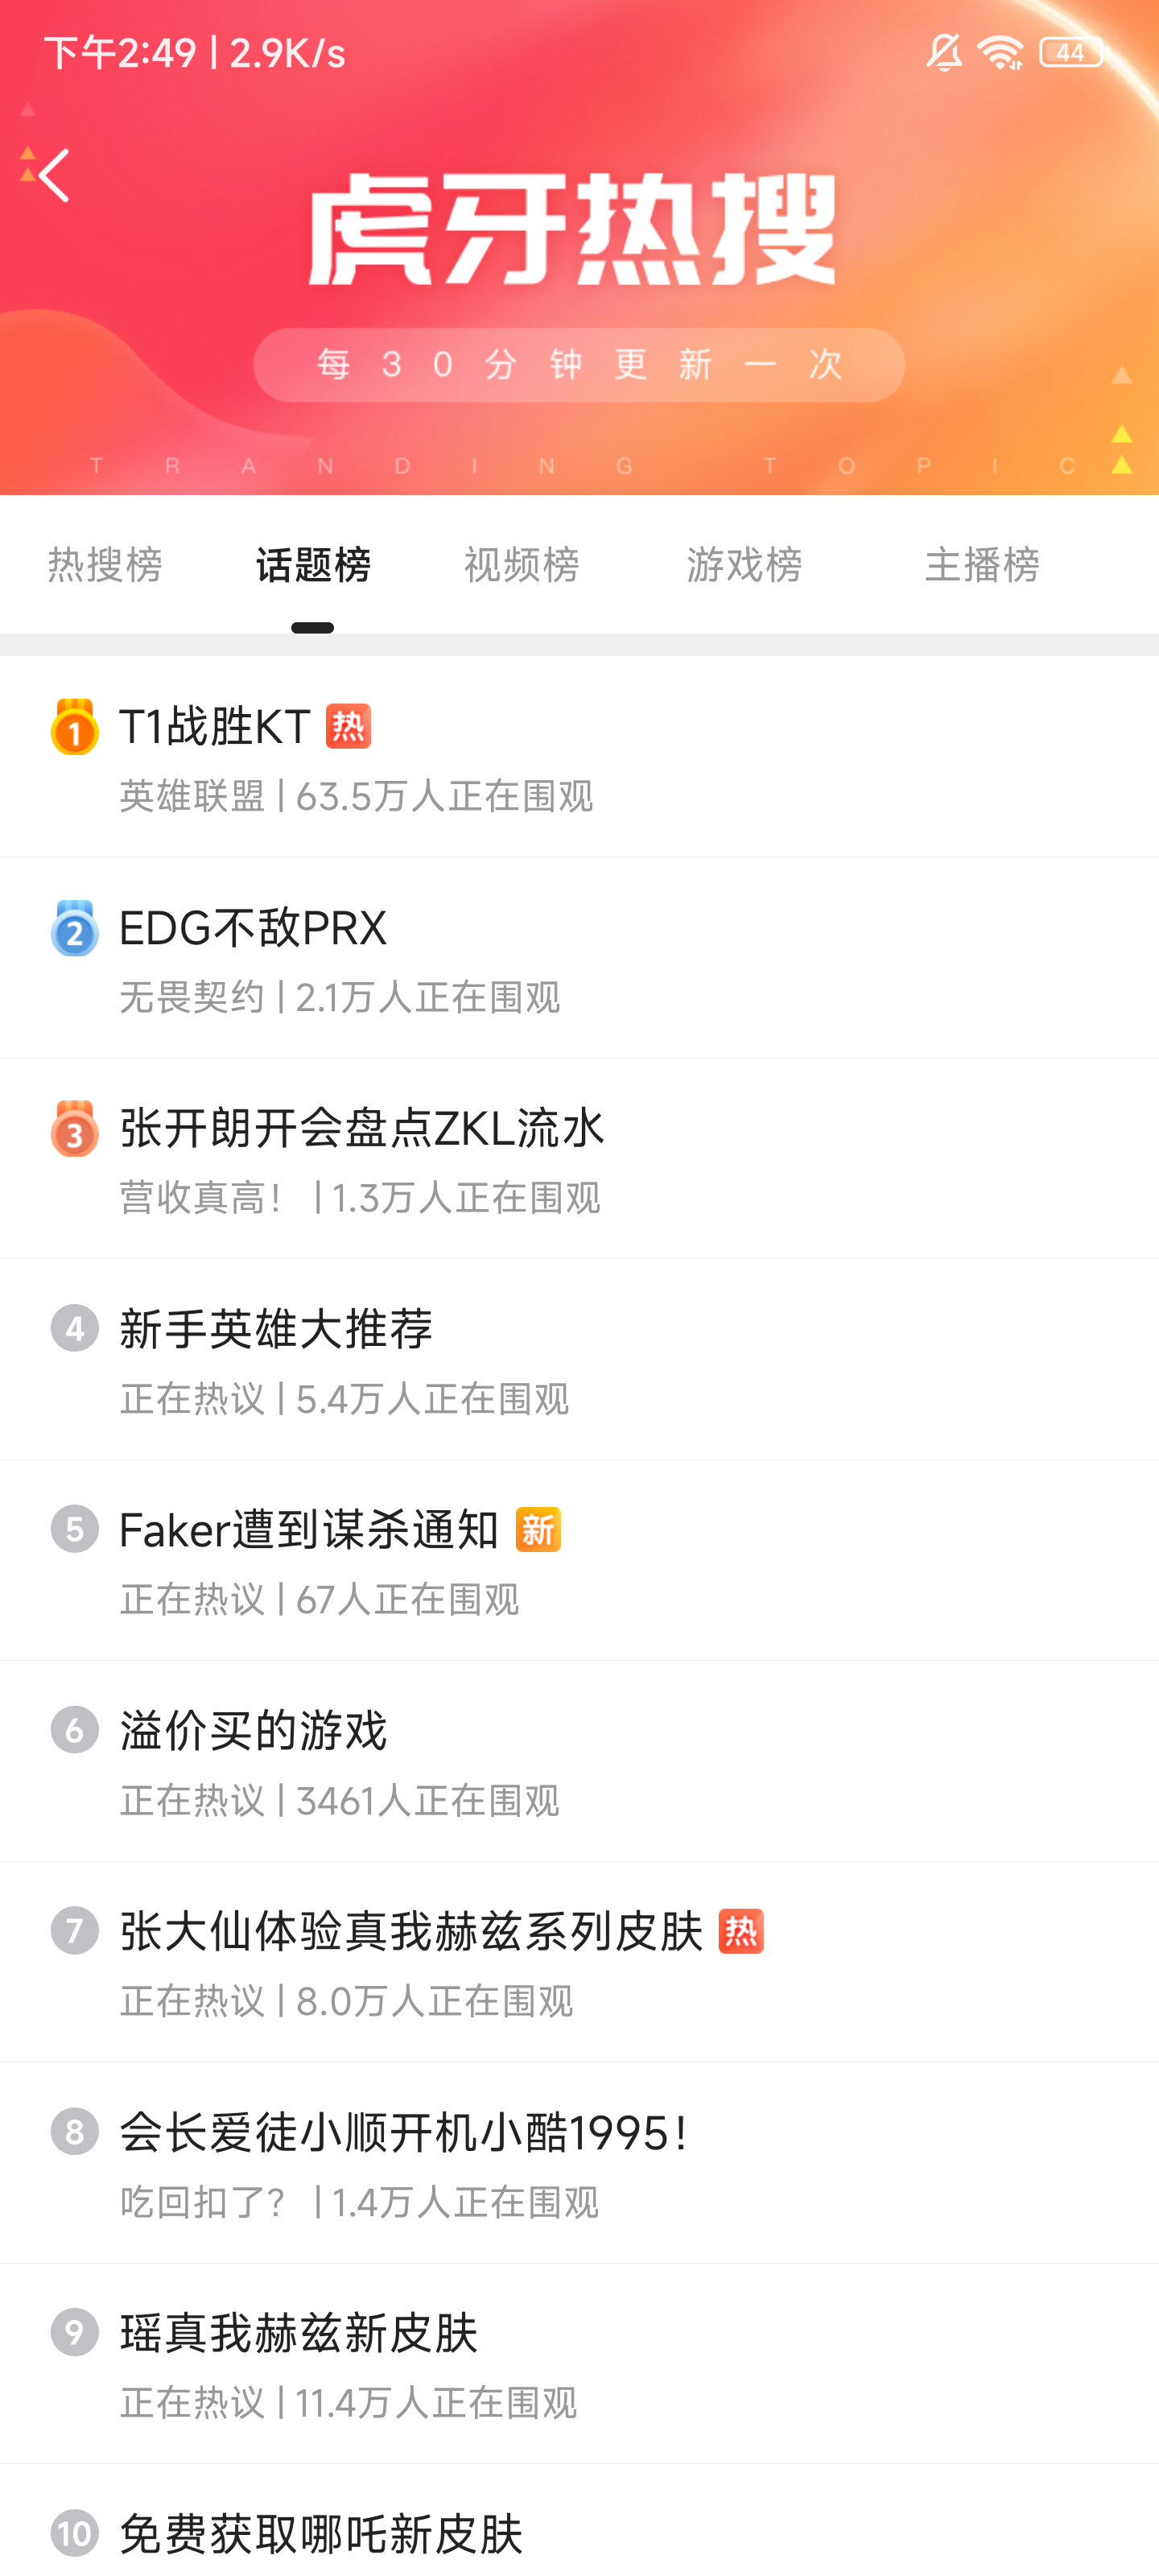 下午2:49 | 2.9K/s
44
虎牙热搜
每30分钟更新一次
TRANDING TOPIC
热搜榜 话题榜 视频榜 游戏榜 主播榜
1 T1战胜KT 热
英雄联盟 | 63.5万人正在围观
2 EDG不敌PRX
无畏契约 | 2.1万人正在围观
3 张开朗开会盘点ZKL流水
营收真高！ | 1.3万人正在围观
4 新手英雄大推荐
正在热议 | 5.4万人正在围观
5 Faker遭到谋杀通知 新
正在热议 | 67人正在围观
6 溢价买的游戏
正在热议 | 3461人正在围观
7 张大仙体验真我赫兹系列皮肤 热
正在热议 | 8.0万人正在围观
8 会长爱徒小顺开机小酷1995！
吃回扣了？ | 1.4万人正在围观
9 瑶真我赫兹新皮肤
正在热议 | 11.4万人正在围观
10 免费获取哪吒新皮肤